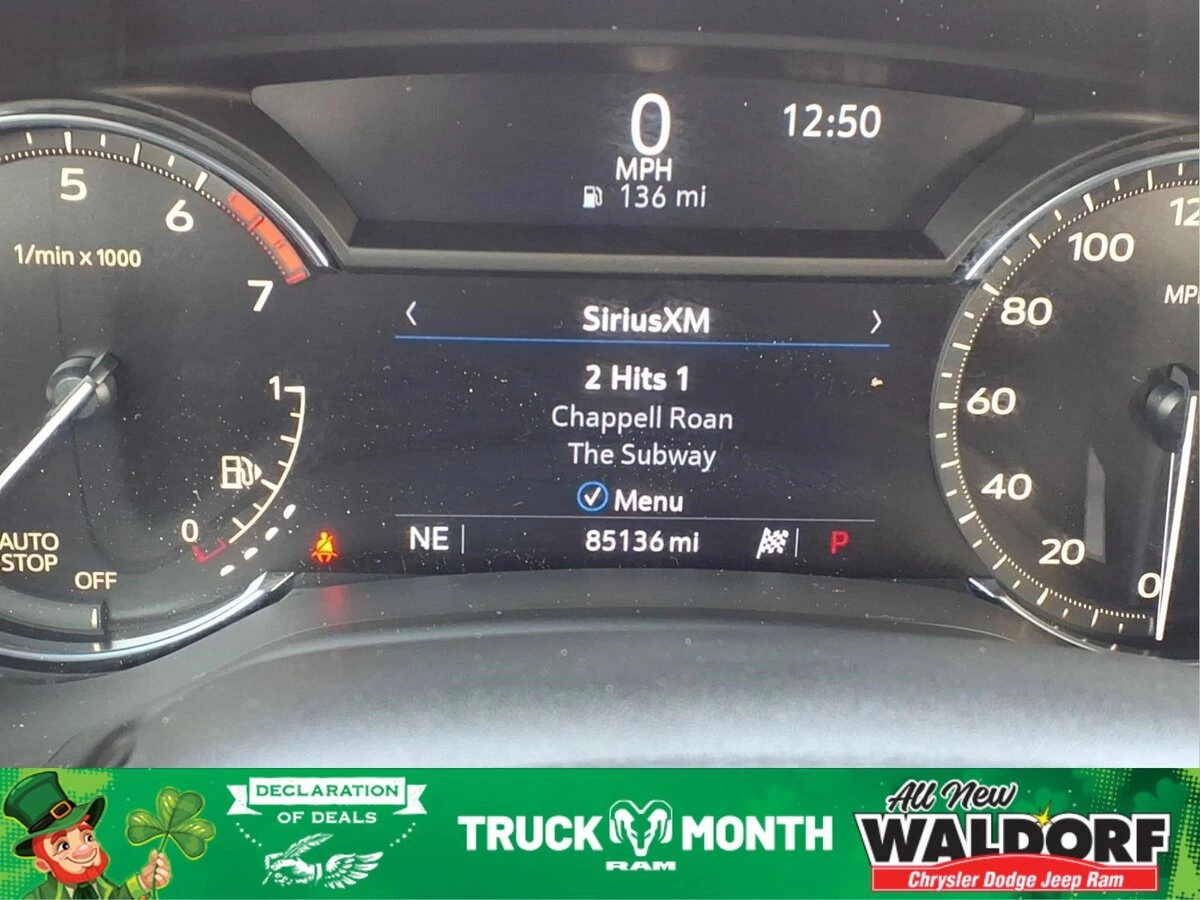 0
MPH
12:50
136 mi
5
6
7
1/min x 1000
1
0
AUTO
STOP
OFF
SiriusXM
2 Hits 1
Chappell Roan
The Subway
Menu
NE
85136 mi
P
12
100
MP
80
60
40
20
0
DECLARATION
OF DEALS
TRUCK MONTH
RAM
All New
WALDORF
Chrysler Dodge Jeep Ram